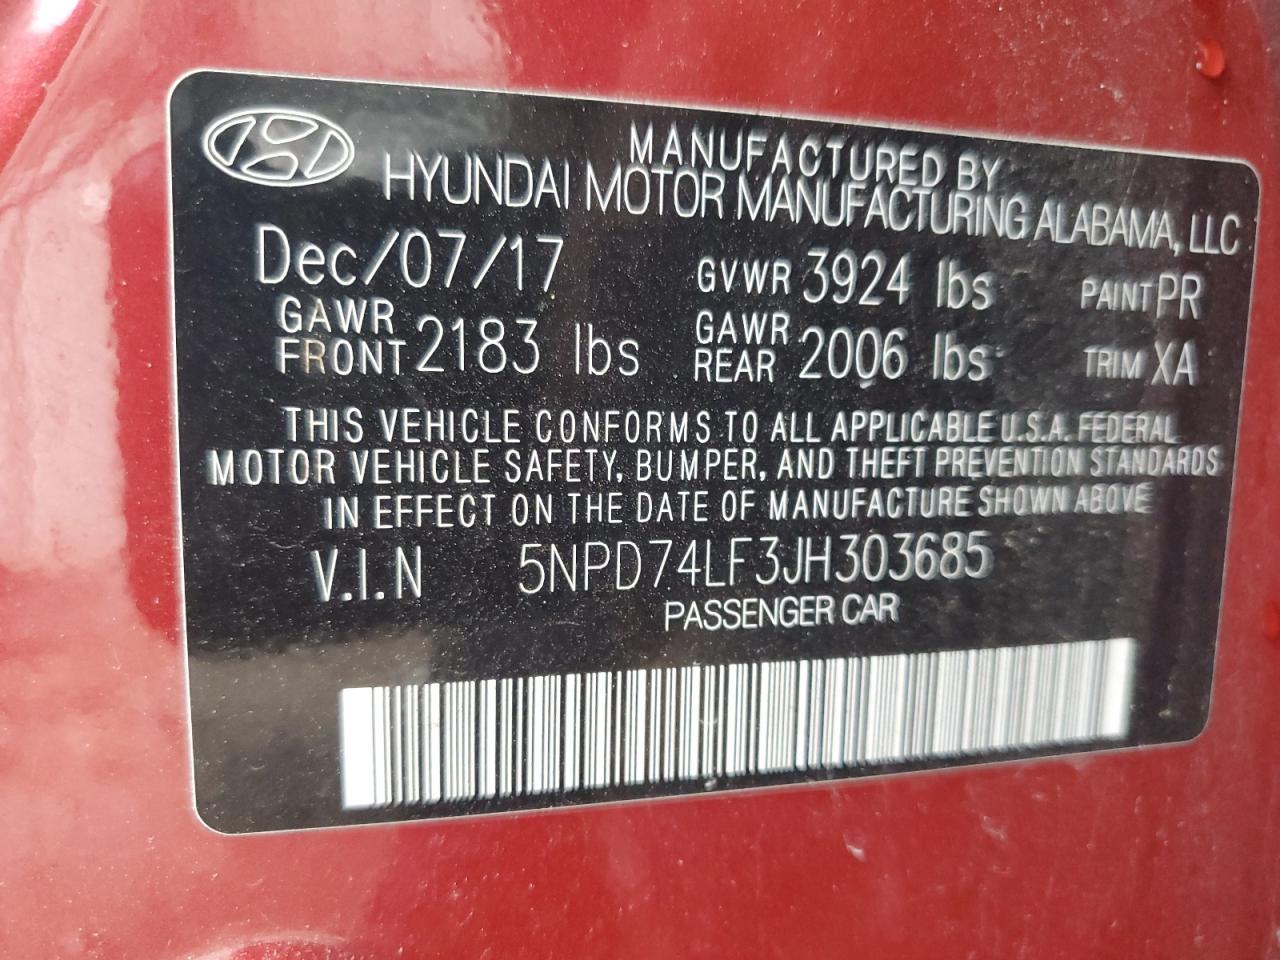 MANUFACTURED BY
HYUNDAI MOTOR MANUFACTURING ALABAMA, LLC
Dec/07/17 GVWR 3924 lbs PAINT PR
GAWR FRONT 2183 lbs GAWR REAR 2006 lbs TRIM XA
THIS VEHICLE CONFORMS TO ALL APPLICABLE U.S.A. FEDERAL
MOTOR VEHICLE SAFETY, BUMPER, AND THEFT PREVENTION STANDARDS
IN EFFECT ON THE DATE OF MANUFACTURE SHOWN ABOVE
V.I.N 5NPD74LF3JH303685
PASSENGER CAR